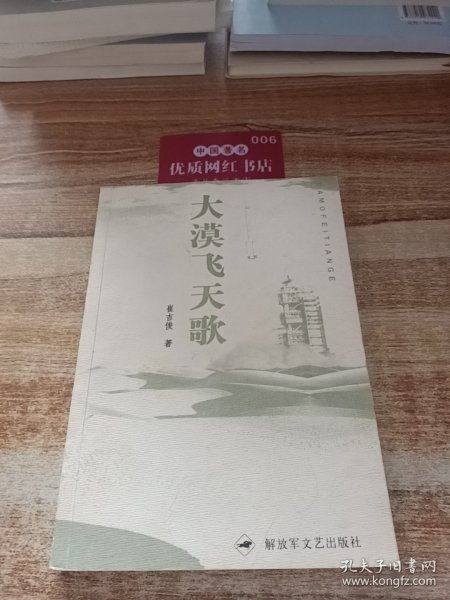 006
中国著名
优质网红书店
大漠飞天歌
AMOFEITIANGE
崔吉俊 著
解放军文艺出版社
孔夫子旧书网
www.kongfz.com